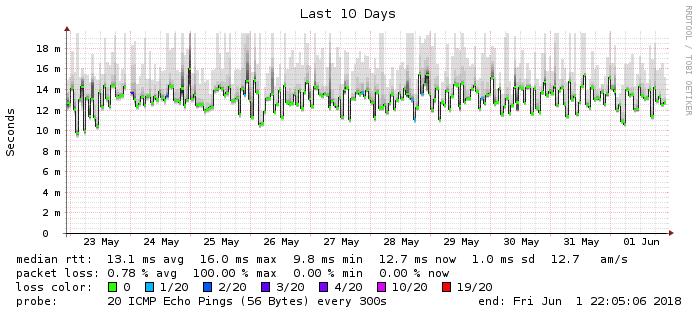 Last 10 Days
RRDTOOL / TOBI OETIKER
Seconds
18 m
16 m
14 m
12 m
10 m
8 m
6 m
4 m
2 m
0
23 May 24 May 25 May 26 May 27 May 28 May 29 May 30 May 31 May 01 Jun
median rtt: 13.1 ms avg 16.0 ms max 9.8 ms min 12.7 ms now 1.0 ms sd 12.7 am/s
packet loss: 0.78 % avg 100.00 % max 0.00 % min 0.00 % now
loss color: 0 1/20 2/20 3/20 4/20 10/20 19/20
probe: 20 ICMP Echo Pings (56 Bytes) every 300s end: Fri Jun 1 22:05:06 2018